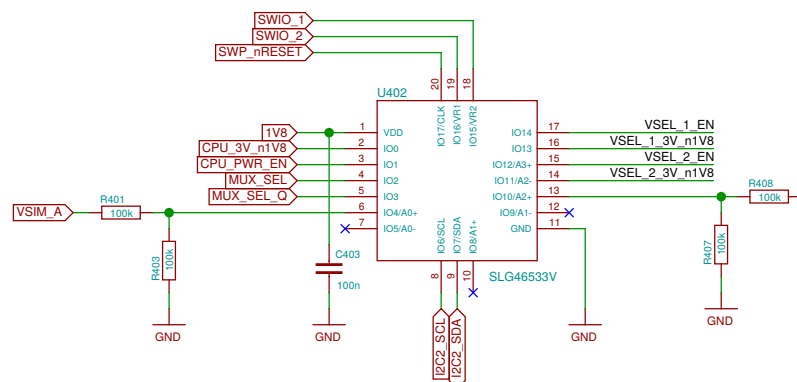 SWIO_1
SWIO_2
SWP_nRESET
U402
20 19 18
IO17/CLK IO16/VR1 IO15/VR2
1V8 1 VDD IO14 17 VSEL_1_EN
CPU_3V_n1V8 2 IO0 IO13 16 VSEL_1_3V_n1V8
CPU_PWR_EN 3 IO1 IO12/A3+ 15 VSEL_2_EN
MUX_SEL 4 IO2 IO11/A2- 14 VSEL_2_3V_n1V8
MUX_SEL_Q 5 IO3 IO10/A2+ 13
R401 R408
VSIM_A 100k 6 IO4/A0+ IO9/A1- 12 100k
7 IO5/A0- GND 11
IO6/SCL IO7/SDA IO8/A1+
R403 100k
C403
100n
R407 100k
8 9 10
SLG46533V
GND
GND
GND
GND
I2C2_SCL
I2C2_SDA